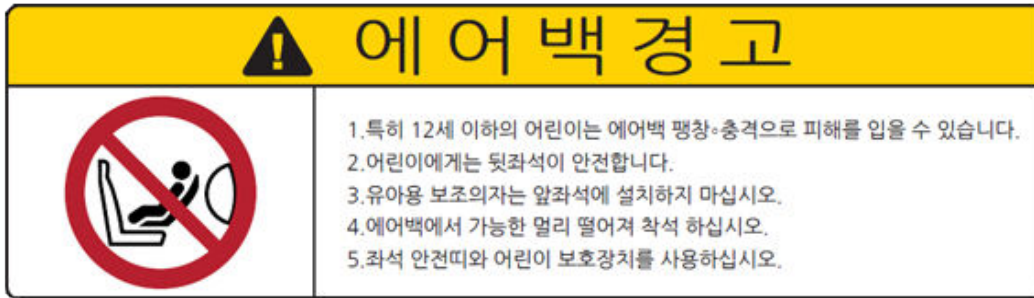 에어백경고
1.특히 12세 이하의 어린이는 에어백 팽창∘충격으로 피해를 입을 수 있습니다.
2.어린이에게는 뒷좌석이 안전합니다.
3.유아용 보조의자는 앞좌석에 설치하지 마십시오.
4.에어백에서 가능한 멀리 떨어져 착석 하십시오.
5.좌석 안전띠와 어린이 보호장치를 사용하십시오.